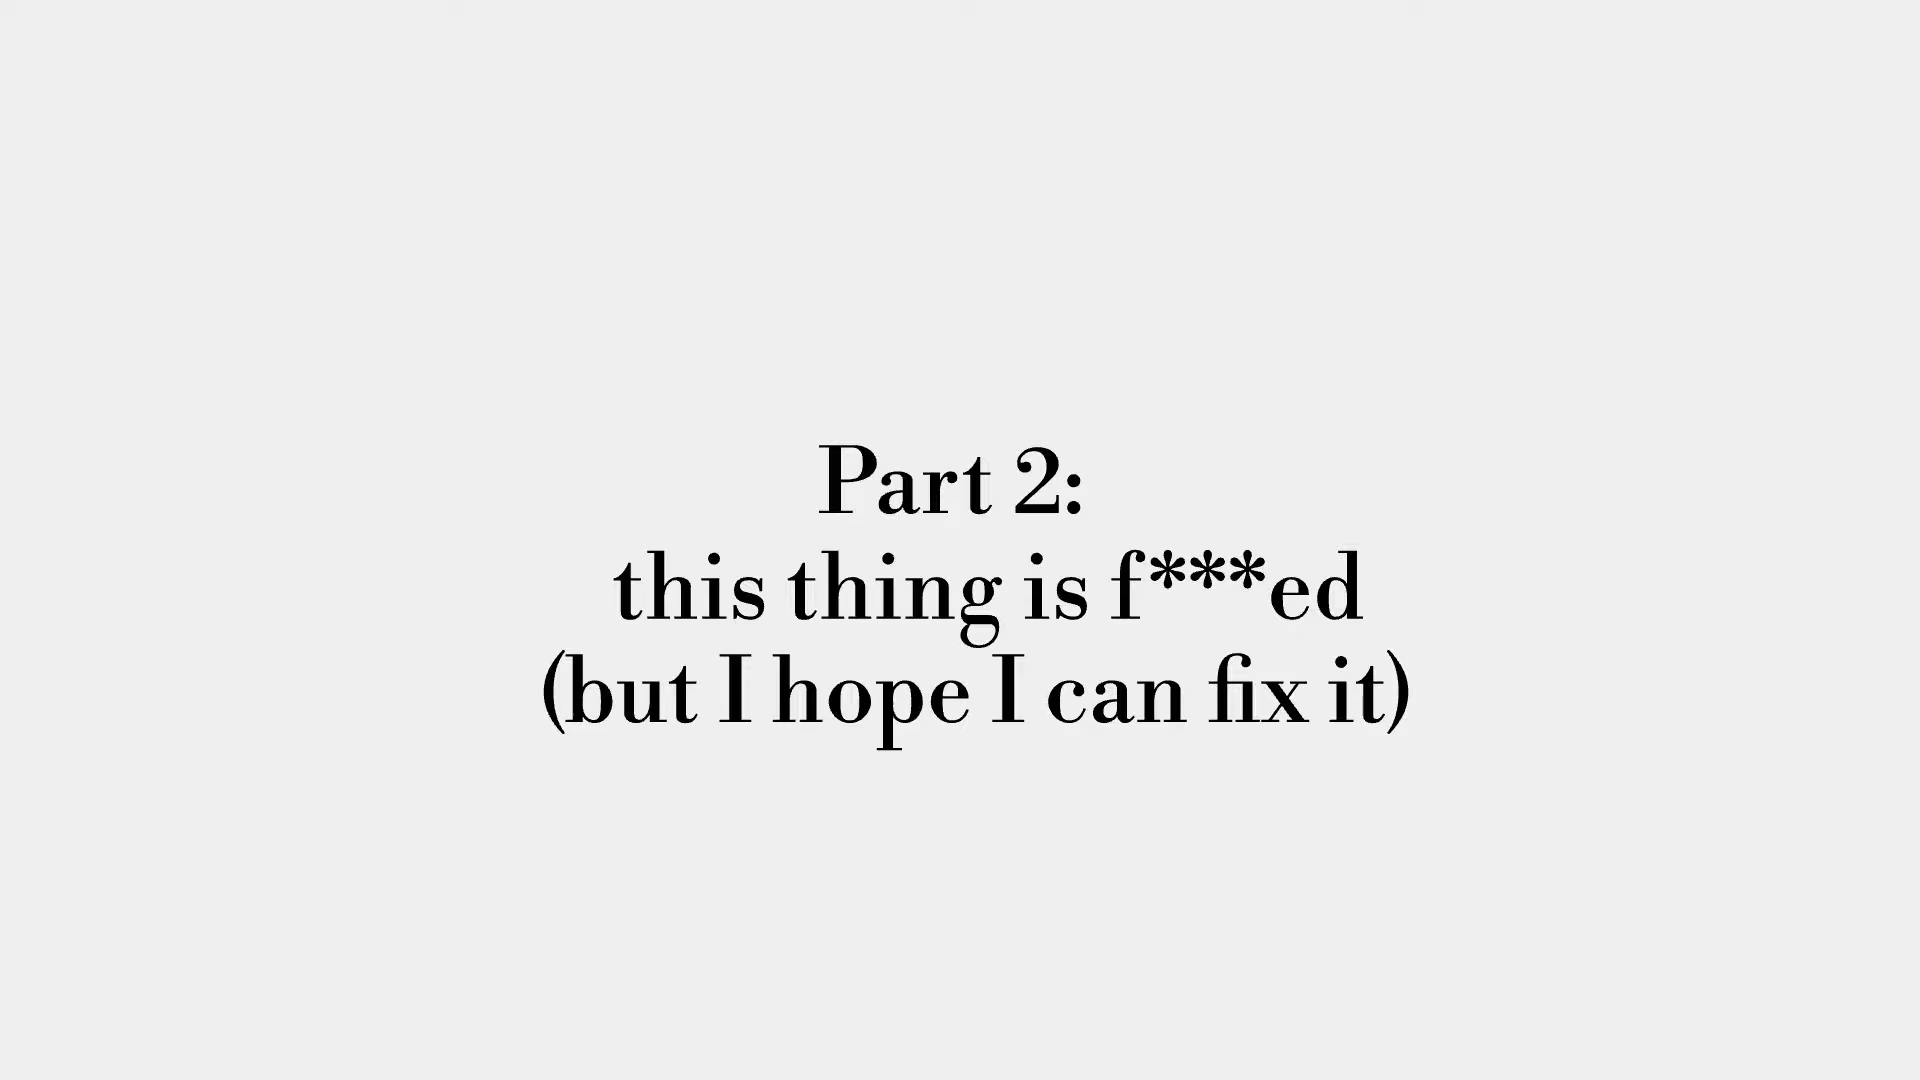 Part 2:
this thing is f***ed
(but I hope I can fix it)